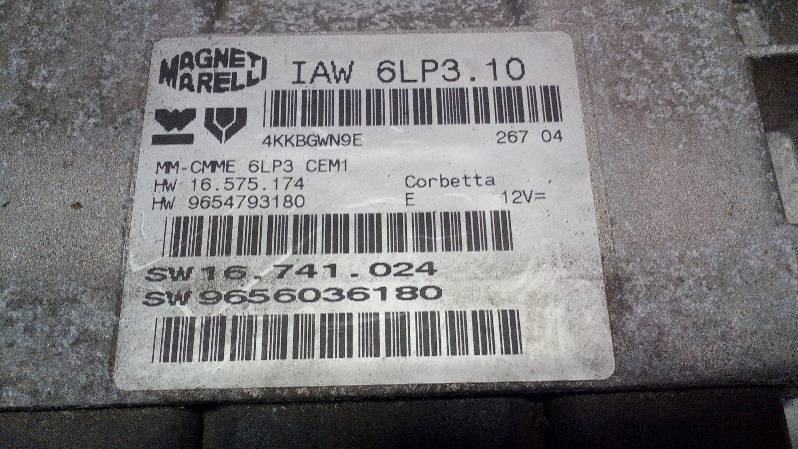 MAGNETI
MARELLI
IAW 6LP3.10
4KKBGWN9E 267 04
MM-CMME 6LP3 CEM1
HW 16.575.174 Corbetta
HW 9654793180 E 12V=
SW 16.741.024
SW 9656036180